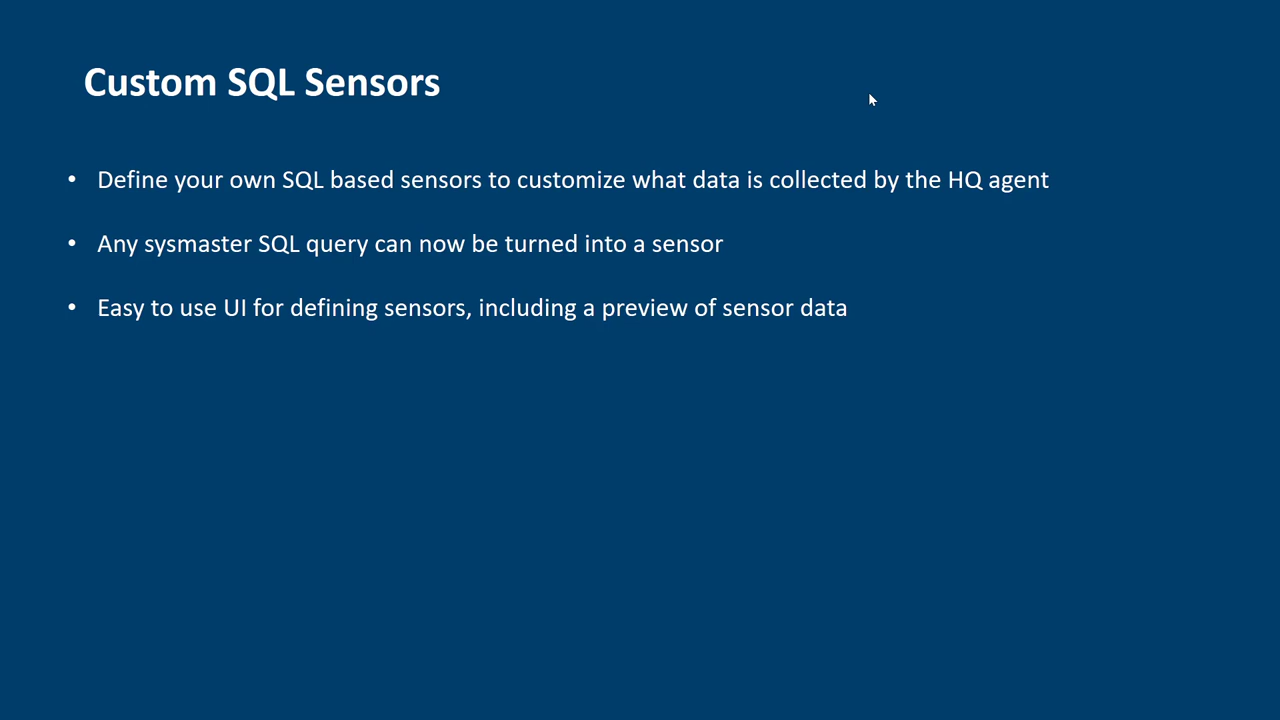 Custom SQL Sensors
• Define your own SQL based sensors to customize what data is collected by the HQ agent
• Any sysmaster SQL query can now be turned into a sensor
• Easy to use UI for defining sensors, including a preview of sensor data